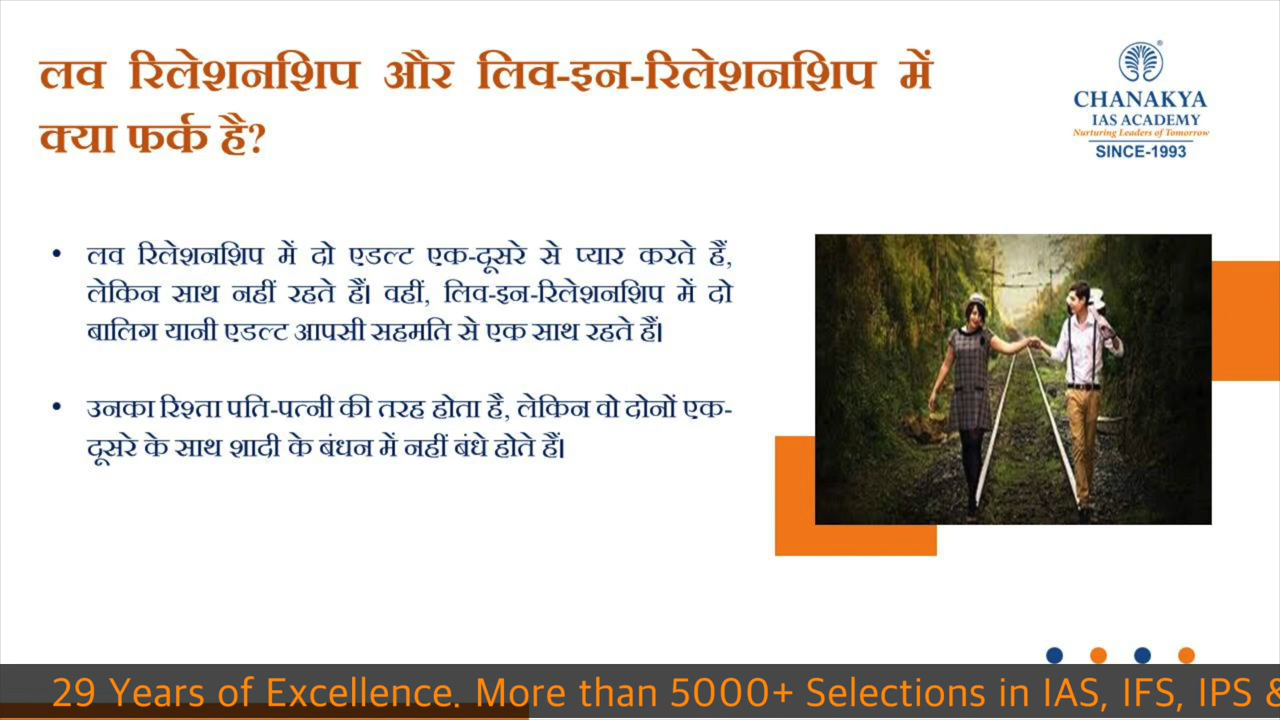 लव रिलेशनशिप और लिव-इन-रिलेशनशिप में
क्या फर्क है?
CHANAKYA
IAS ACADEMY
Nurturing Leaders of Tomorrow
SINCE-1993
• लव रिलेशनशिप में दो एडल्ट एक-दूसरे से प्यार करते हैं,
लेकिन साथ नहीं रहते हैं। वहीं, लिव-इन-रिलेशनशिप में दो
बालिग यानी एडल्ट आपसी सहमति से एक साथ रहते हैं।
• उनका रिश्ता पति-पत्नी की तरह होता है, लेकिन वो दोनों एक-
दूसरे के साथ शादी के बंधन में नहीं बंधे होते हैं।
29 Years of Excellence. More than 5000+ Selections in IAS, IFS, IPS &